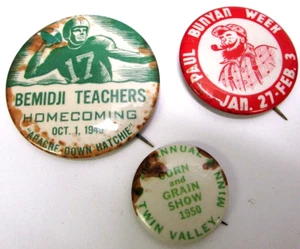 17
BEMIDJI TEACHERS
HOMECOMING
OCT. 1, 1949
"APACHE-DOWN-HATCHIE"
PAUL BUNYAN WEEK
JAN. 27-FEB. 3
ANNUAL
CORN
and
GRAIN
SHOW
1950
TWIN VALLEY, MINN